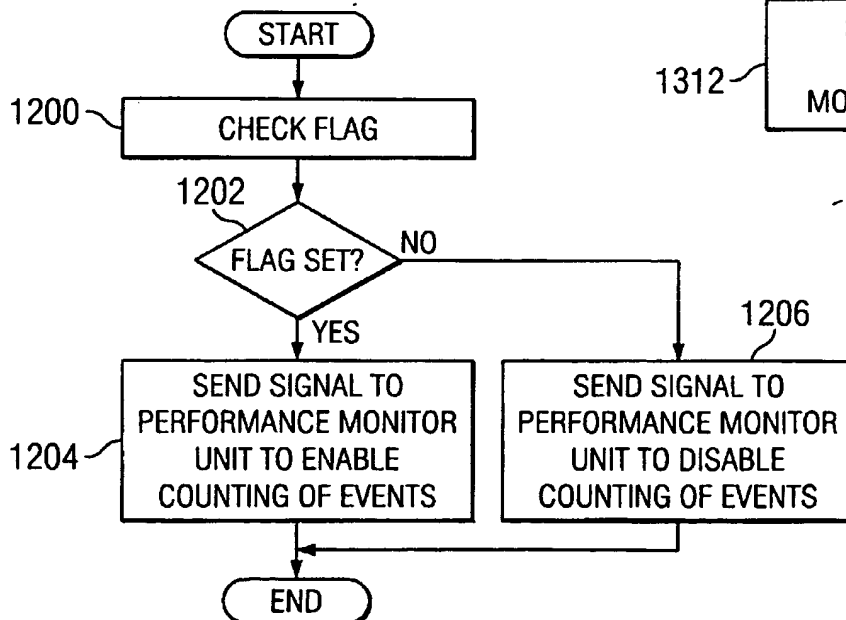 START
1312
MO
1200
CHECK FLAG
1202
FLAG SET?
NO
YES
1206
1204
SEND SIGNAL TO
PERFORMANCE MONITOR
UNIT TO ENABLE
COUNTING OF EVENTS
SEND SIGNAL TO
PERFORMANCE MONITOR
UNIT TO DISABLE
COUNTING OF EVENTS
END